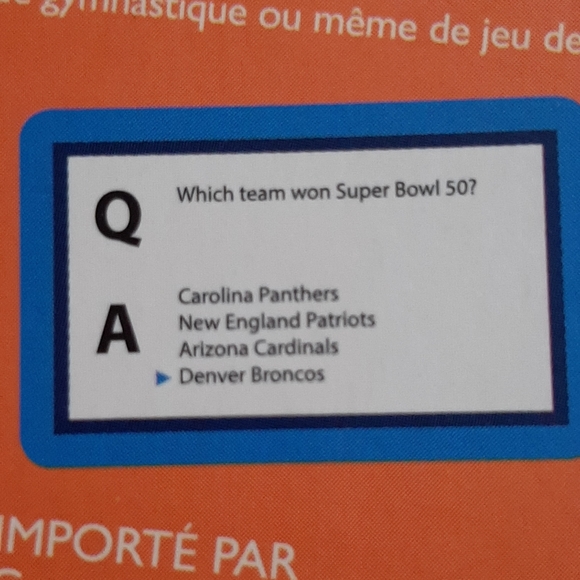 gymnastique ou même de jeu de
Q Which team won Super Bowl 50?
A Carolina Panthers
New England Patriots
Arizona Cardinals
Denver Broncos
IMPORTÉ PAR